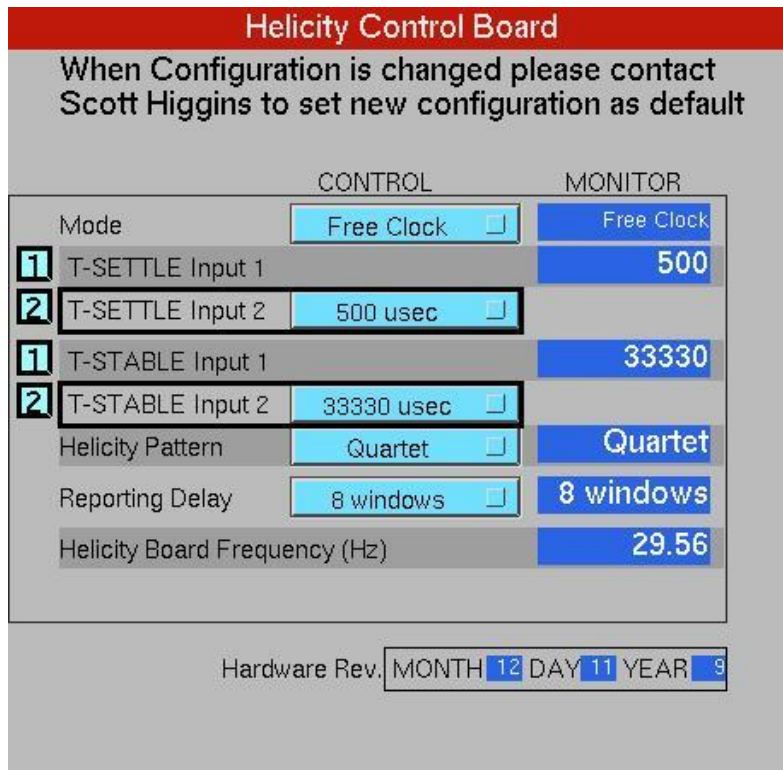 Helicity Control Board
When Configuration is changed please contact
Scott Higgins to set new configuration as default
CONTROL MONITOR
Mode Free Clock Free Clock
1 T-SETTLE Input 1 500
2 T-SETTLE Input 2 500 usec
1 T-STABLE Input 1 33330
2 T-STABLE Input 2 33330 usec
Helicity Pattern Quartet Quartet
Reporting Delay 8 windows 8 windows
Helicity Board Frequency (Hz) 29.56
Hardware Rev. MONTH 12 DAY 11 YEAR 9